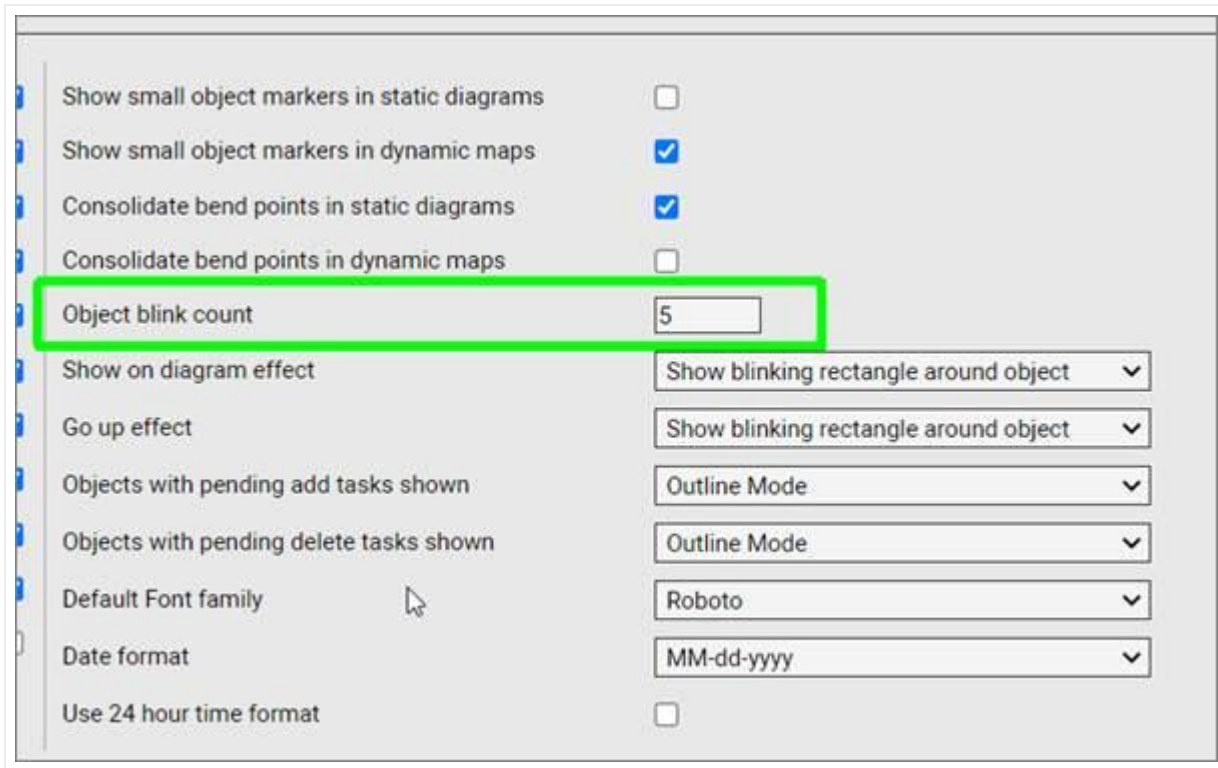 Show small object markers in static diagrams
Show small object markers in dynamic maps
Consolidate bend points in static diagrams
Consolidate bend points in dynamic maps
Object blink count 5
Show on diagram effect Show blinking rectangle around object
Go up effect Show blinking rectangle around object
Objects with pending add tasks shown Outline Mode
Objects with pending delete tasks shown Outline Mode
Default Font family Roboto
Date format MM-dd-yyyy
Use 24 hour time format